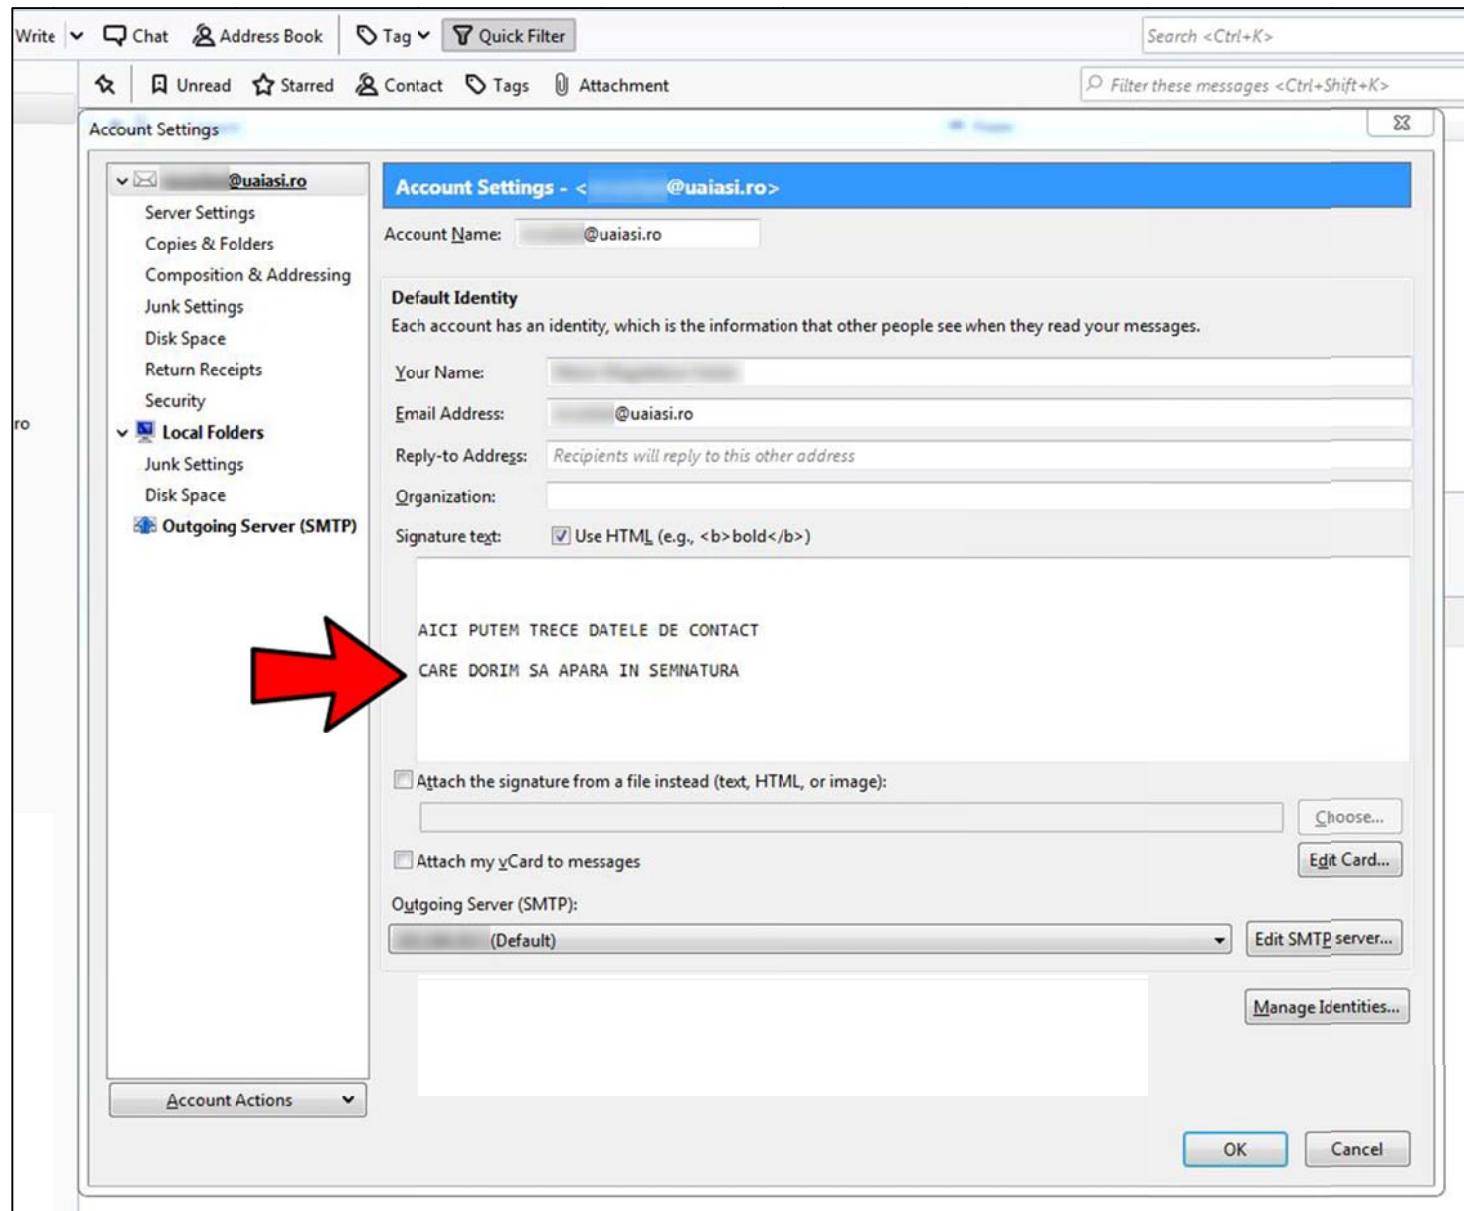 Write Chat Address Book Tag Quick Filter Search <Ctrl+K>
Unread Starred Contact Tags Attachment Filter these messages <Ctrl+Shift+K>
Account Settings
@uaiasi.ro
Server Settings
Copies & Folders
Composition & Addressing
Junk Settings
Disk Space
Return Receipts
Security
Local Folders
Junk Settings
Disk Space
Outgoing Server (SMTP)
Account Actions
ro
Account Settings - < @uaiasi.ro>
Account Name: @uaiasi.ro
Default Identity
Each account has an identity, which is the information that other people see when they read your messages.
Your Name:
Email Address: @uaiasi.ro
Reply-to Address: Recipients will reply to this other address
Organization:
Signature text: Use HTML (e.g., <b>bold</b>)
AICI PUTEM TRECE DATELE DE CONTACT
CARE DORIM SA APARA IN SEMNATURA
Attach the signature from a file instead (text, HTML, or image):
Choose...
Attach my vCard to messages Edit Card...
Outgoing Server (SMTP):
(Default) Edit SMTP server...
Manage Identities...
OK Cancel